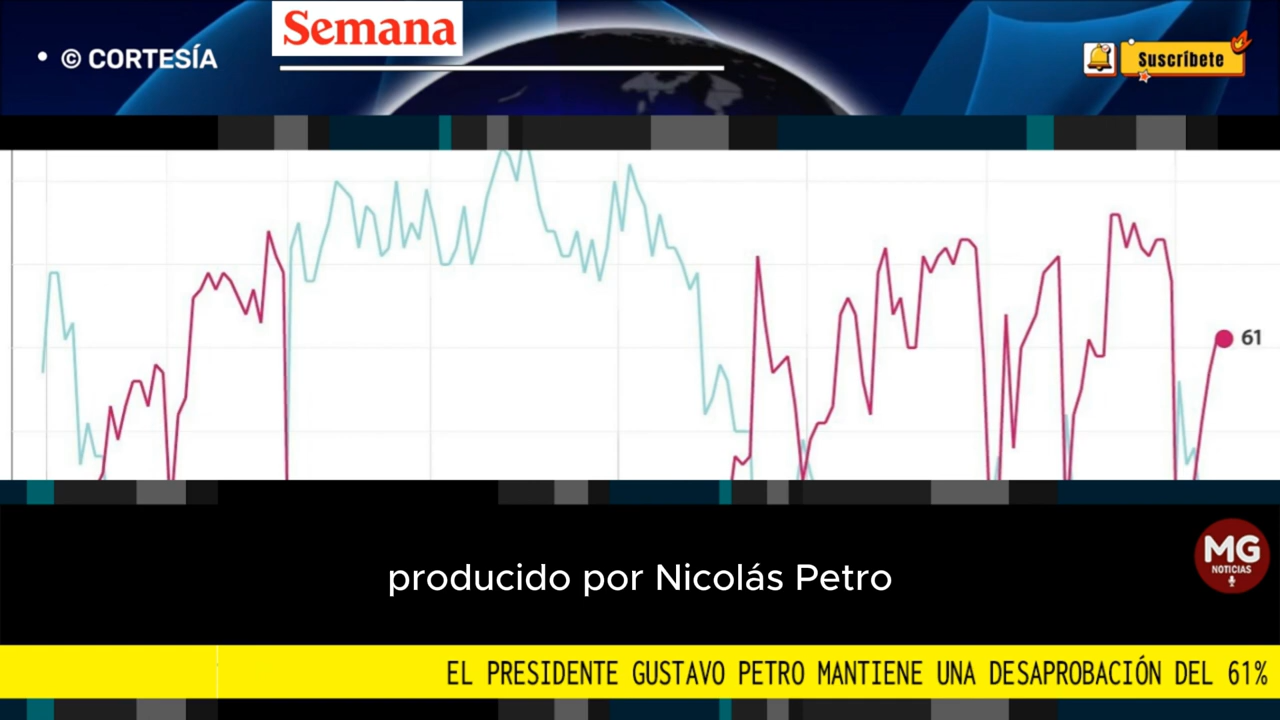 Semana
• © CORTESÍA
Suscríbete
61
producido por Nicolás Petro
MG
NOTICIAS
EL PRESIDENTE GUSTAVO PETRO MANTIENE UNA DESAPROBACIÓN DEL 61%